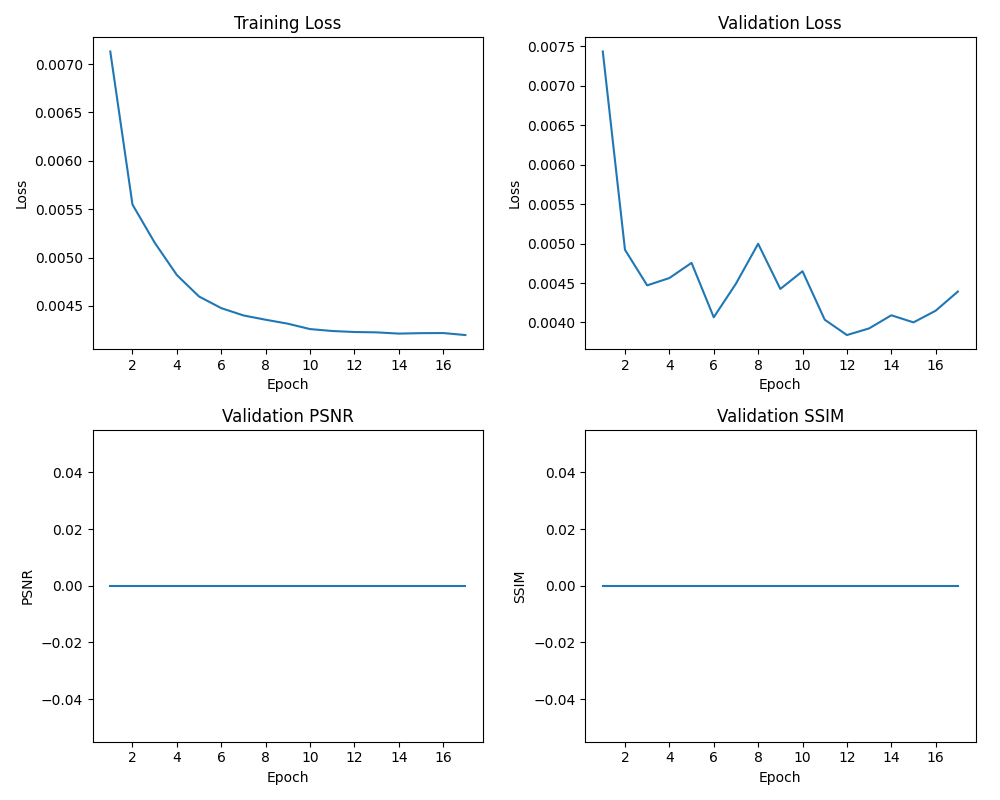 Training Loss
0.0070
0.0065
0.0060
0.0055
0.0050
0.0045
Loss
2 4 6 8 10 12 14 16
Epoch
Validation Loss
0.0075
0.0070
0.0065
0.0060
0.0055
0.0050
0.0045
0.0040
Loss
2 4 6 8 10 12 14 16
Epoch
Validation PSNR
0.04
0.02
0.00
−0.02
−0.04
PSNR
2 4 6 8 10 12 14 16
Epoch
Validation SSIM
0.04
0.02
0.00
−0.02
−0.04
SSIM
2 4 6 8 10 12 14 16
Epoch